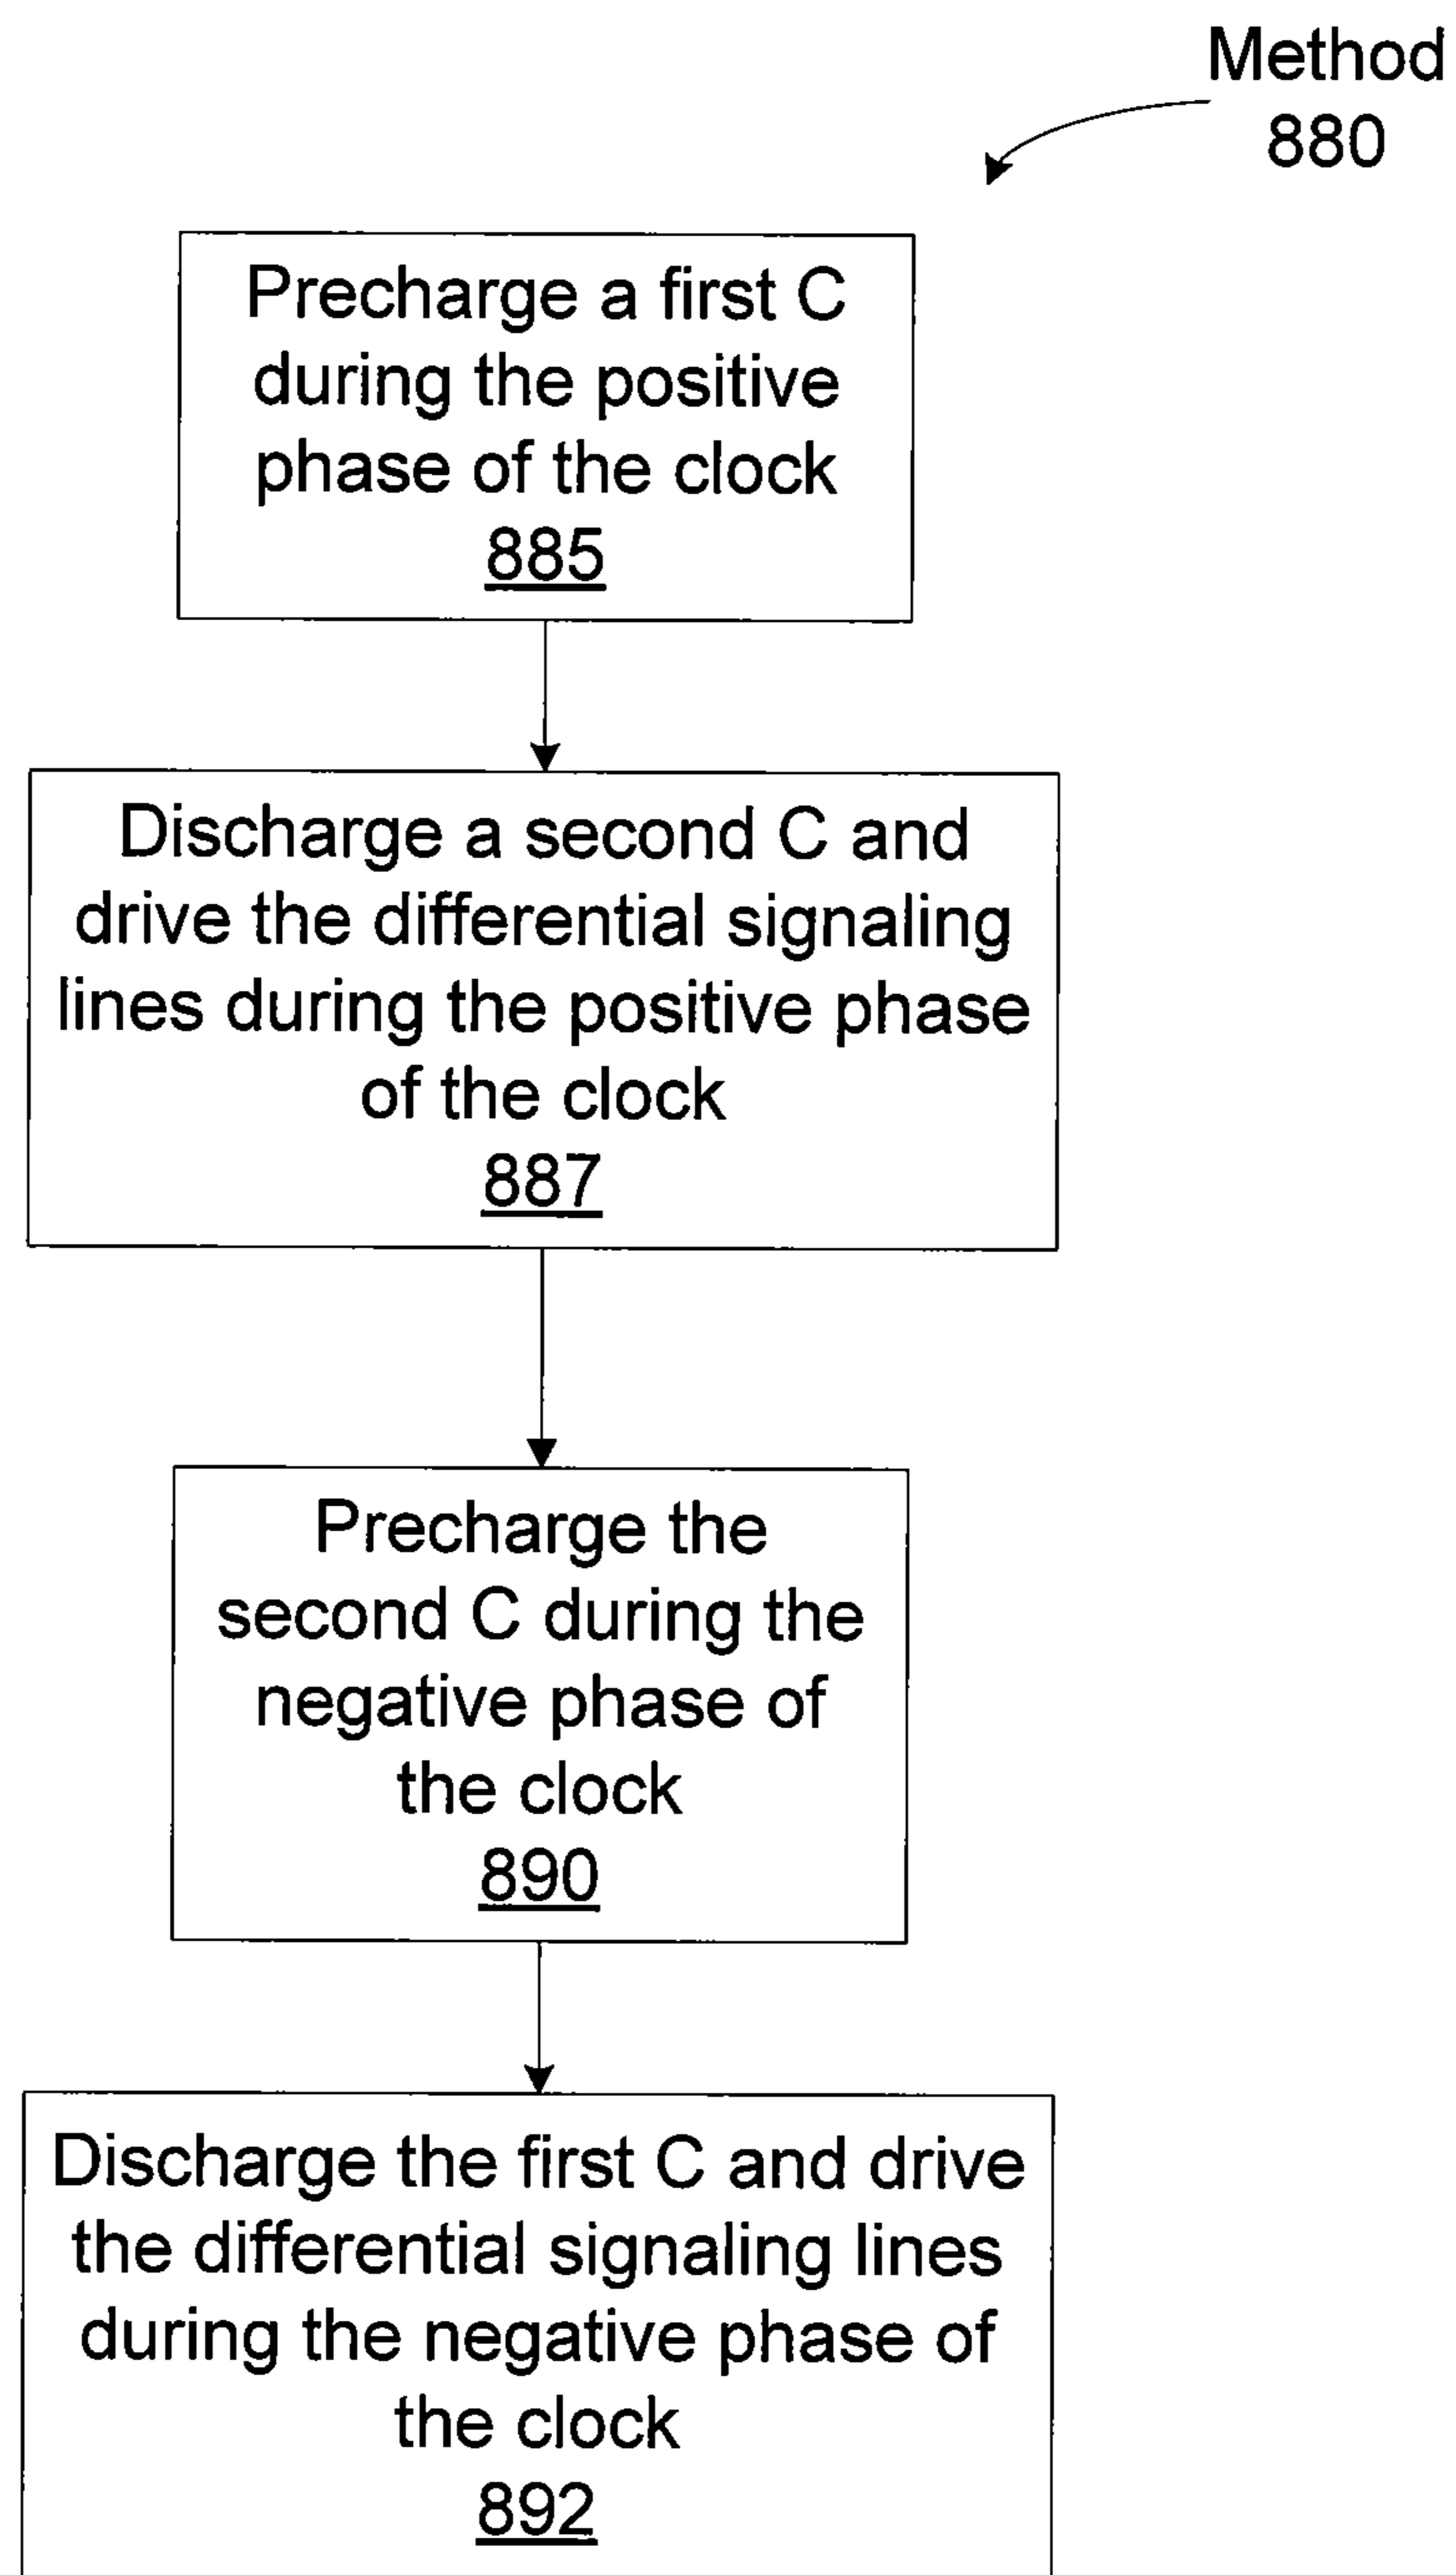 Method
880
Precharge a first C
during the positive
phase of the clock
885
Discharge a second C and
drive the differential signaling
lines during the positive phase
of the clock
887
Precharge the
second C during the
negative phase of
the clock
890
Discharge the first C and drive
the differential signaling lines
during the negative phase of
the clock
892